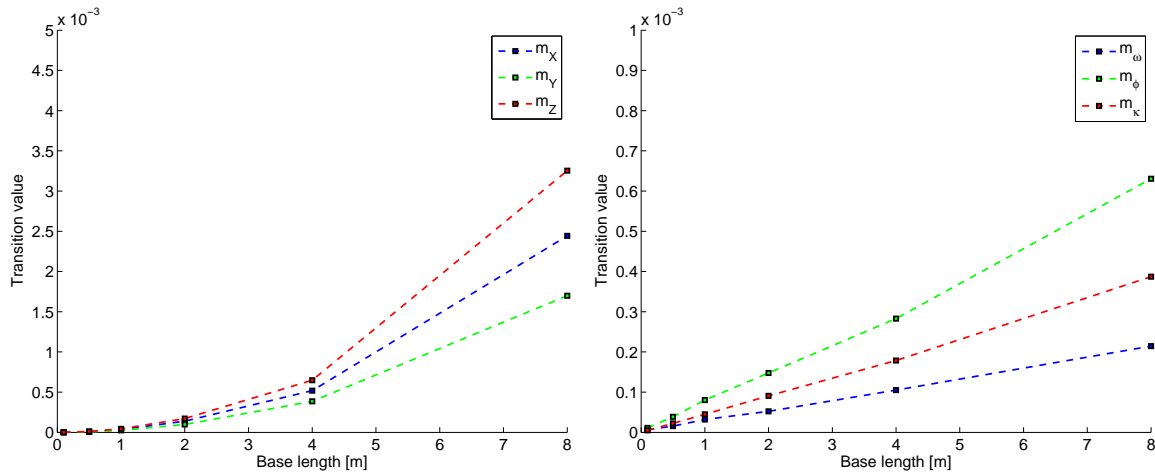 x 10⁻³
5
4.5
4
3.5
3
2.5
2
1.5
1
0.5
0
0 1 2 3 4 5 6 7 8
Transition value
Base length [m]
m_X
m_Y
m_Z
x 10⁻³
1
0.9
0.8
0.7
0.6
0.5
0.4
0.3
0.2
0.1
0
0 1 2 3 4 5 6 7 8
Transition value
Base length [m]
m_ω
m_ϕ
m_κ